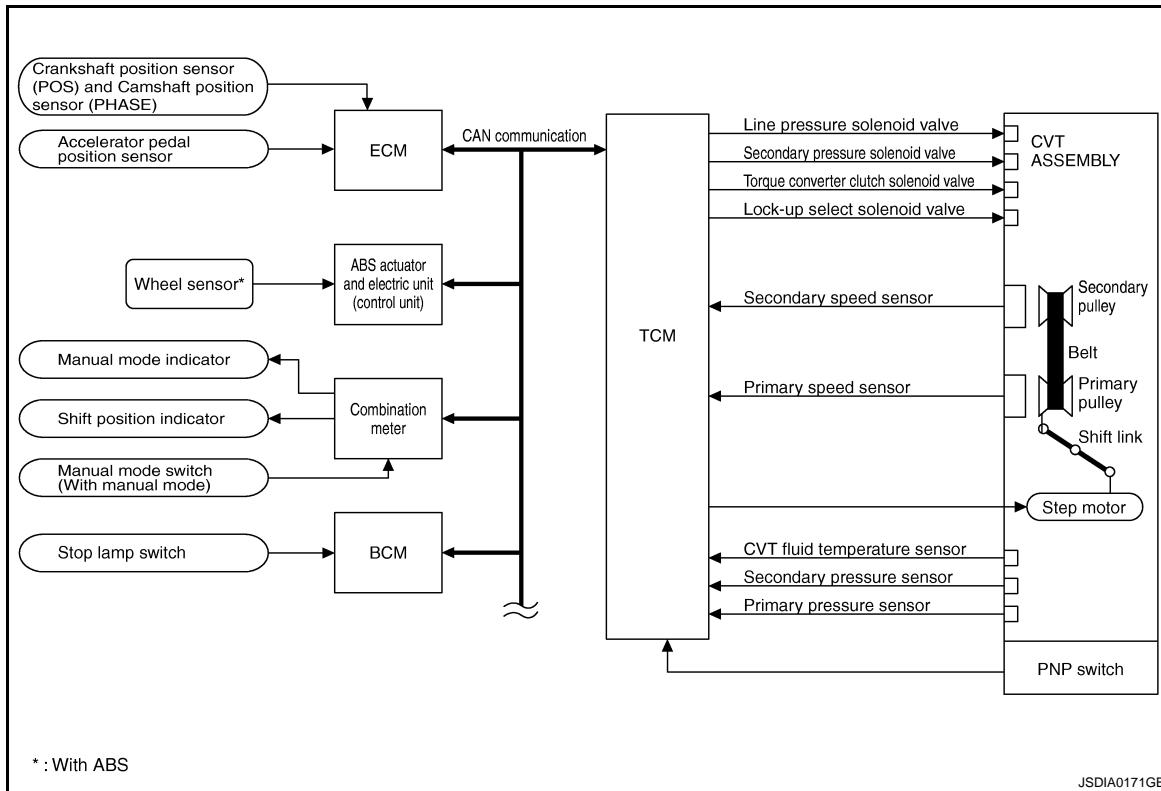 Crankshaft position sensor
(POS) and Camshaft position
sensor (PHASE)
Accelerator pedal
position sensor
ECM
CAN communication
Wheel sensor*
ABS actuator
and electric unit
(control unit)
Manual mode indicator
Shift position indicator
Manual mode switch
(With manual mode)
Combination
meter
Stop lamp switch
BCM
TCM
Line pressure solenoid valve
Secondary pressure solenoid valve
Torque converter clutch solenoid valve
Lock-up select solenoid valve
Secondary speed sensor
Primary speed sensor
CVT fluid temperature sensor
Secondary pressure sensor
Primary pressure sensor
CVT
ASSEMBLY
Secondary
pulley
Belt
Primary
pulley
Shift link
Step motor
PNP switch
* : With ABS
JSDIA0171GB